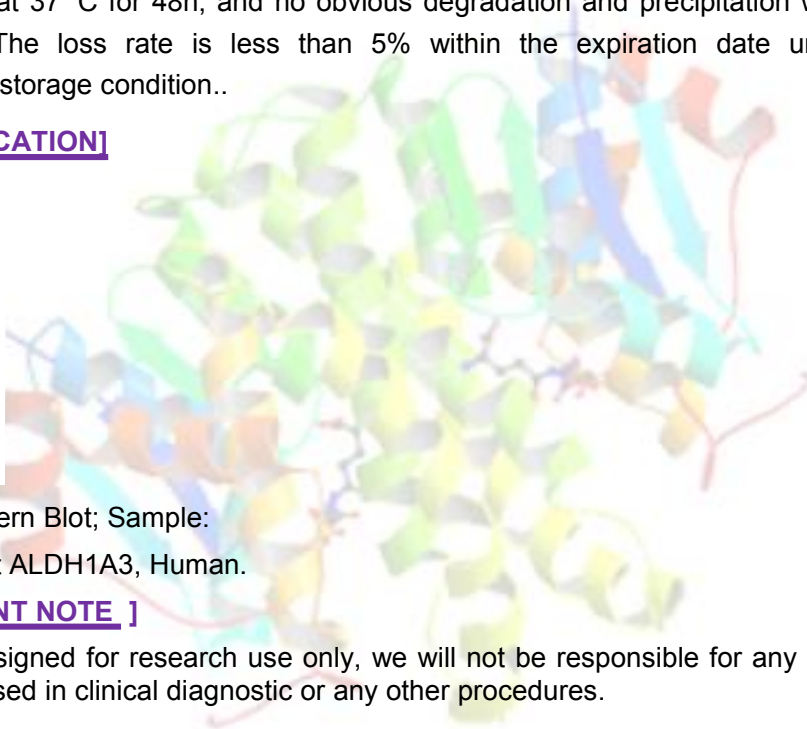 at 37 °C for 48h, and no obvious degradation and precipitation w
The loss rate is less than 5% within the expiration date u
storage condition..
CATION]
ern Blot; Sample:
t ALDH1A3, Human.
NT NOTE ]
signed for research use only, we will not be responsible for any
sed in clinical diagnostic or any other procedures.